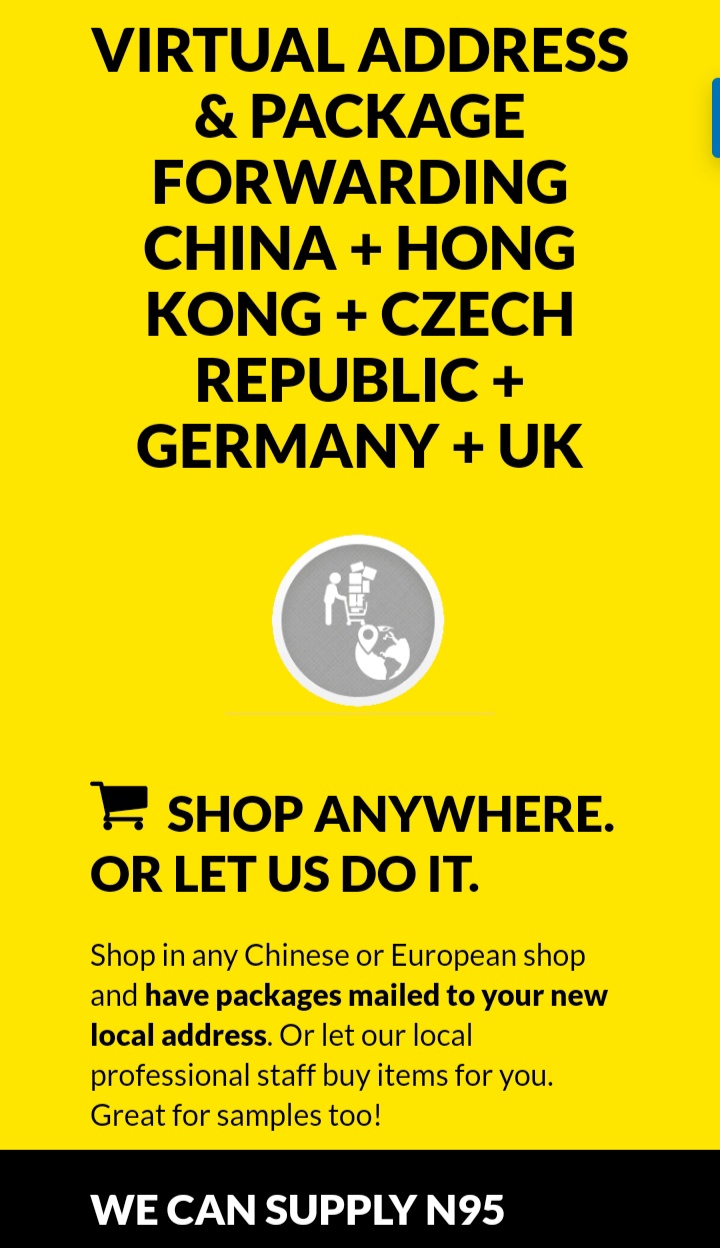 VIRTUAL ADDRESS
& PACKAGE
FORWARDING
CHINA + HONG
KONG + CZECH
REPUBLIC +
GERMANY + UK
SHOP ANYWHERE.
OR LET US DO IT.
Shop in any Chinese or European shop
and have packages mailed to your new
local address. Or let our local
professional staff buy items for you.
Great for samples too!
WE CAN SUPPLY N95